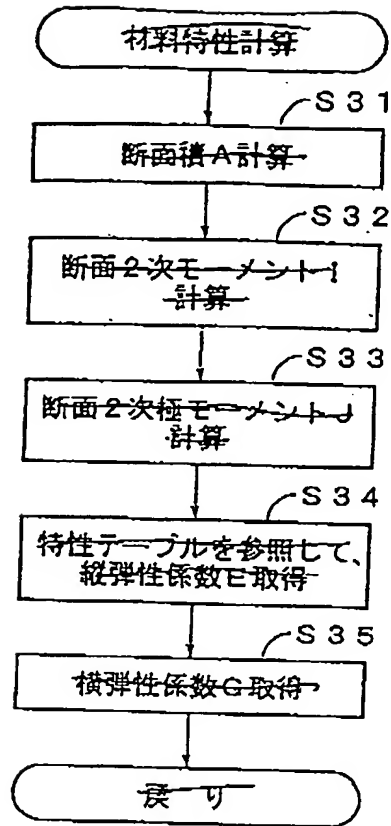 材料特性計算
S31
断面積A計算
S32
断面2次モーメントI
計算
S33
断面2次極モーメントJ
計算
S34
特性テーブルを参照して、
縦弾性係数E取得
S35
横弾性係数G取得
戻り